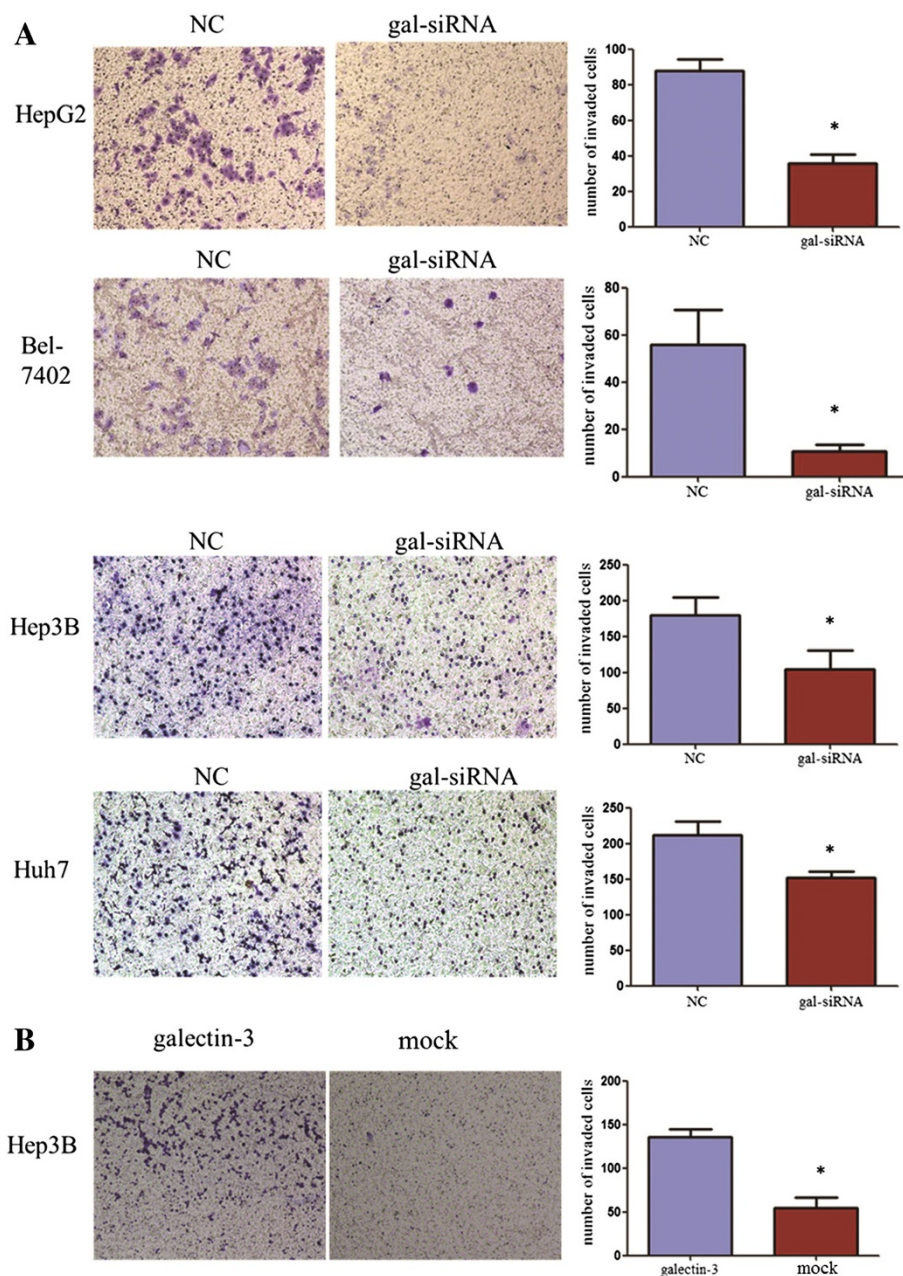 A
NC
gal-siRNA
HepG2
number of invaded cells
100
80
60
40
20
0
*
NC
gal-siRNA
NC
gal-siRNA
Bel-
7402
number of invaded cells
80
60
40
20
0
*
NC
gal-siRNA
NC
gal-siRNA
Hep3B
number of invaded cells
250
200
150
100
50
0
*
NC
gal-siRNA
NC
gal-siRNA
Huh7
number of invaded cells
250
200
150
100
50
0
*
NC
gal-siRNA
B
galectin-3
mock
Hep3B
number of invaded cells
200
150
100
50
0
*
galectin-3
mock